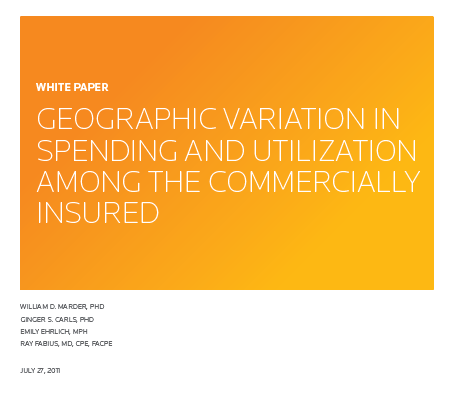 WHITE PAPER
GEOGRAPHIC VARIATION IN
SPENDING AND UTILIZATION
AMONG THE COMMERCIALLY
INSURED
WILLIAM D. MARDER, PHD
GINGER S. CARLS, PHD
EMILY EHRLICH, MPH
RAY FABIUS, MD, CPE, FACPE
JULY 27, 2011